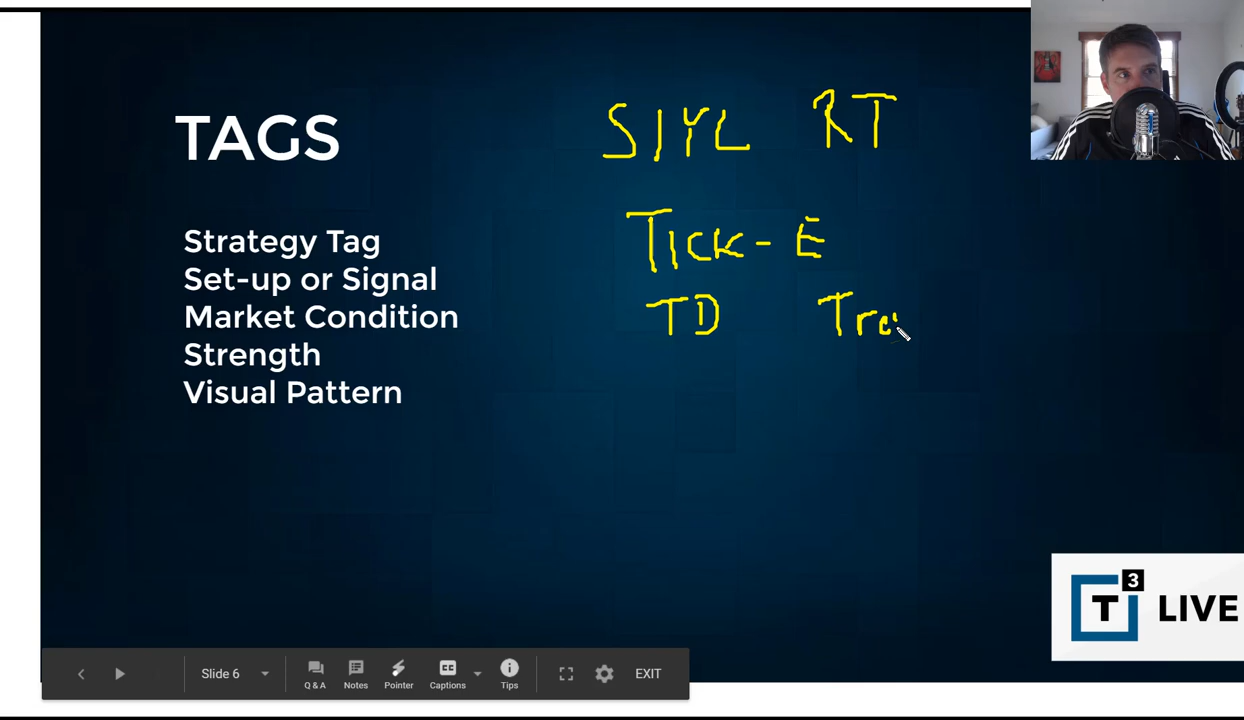 SIYL RT
TAGS
TICK - E
Strategy Tag
Set-up or Signal
TD
Market Condition
Strength
Visual Pattern
T3 LIVE
Slide 6
Q & A
Notes
Pointer
CC
Captions
Tips
EXIT